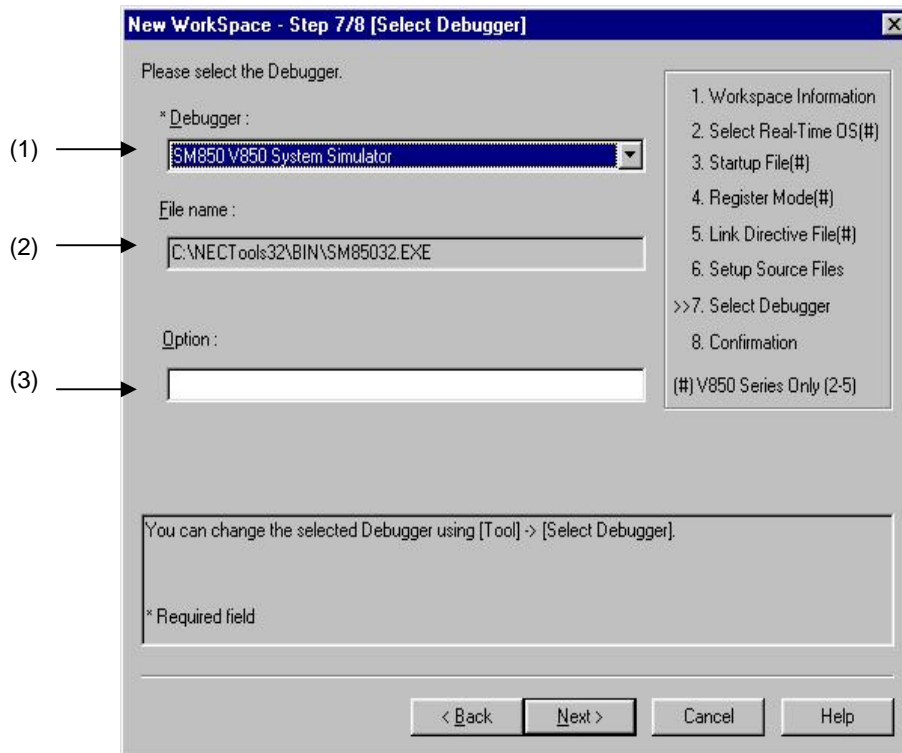 New WorkSpace - Step 7/8 [Select Debugger]
Please select the Debugger.
* Debugger :
(1)
SM850 V850 System Simulator
File name :
(2)
C:\NECTools32\BIN\SM85032.EXE
Option :
(3)
1. Workspace Information
2. Select Real-Time OS(#)
3. Startup File(#)
4. Register Mode(#)
5. Link Directive File(#)
6. Setup Source Files
>>7. Select Debugger
8. Confirmation
(#) V850 Series Only (2-5)
You can change the selected Debugger using [Tool] -> [Select Debugger].
* Required field
< Back
Next >
Cancel
Help